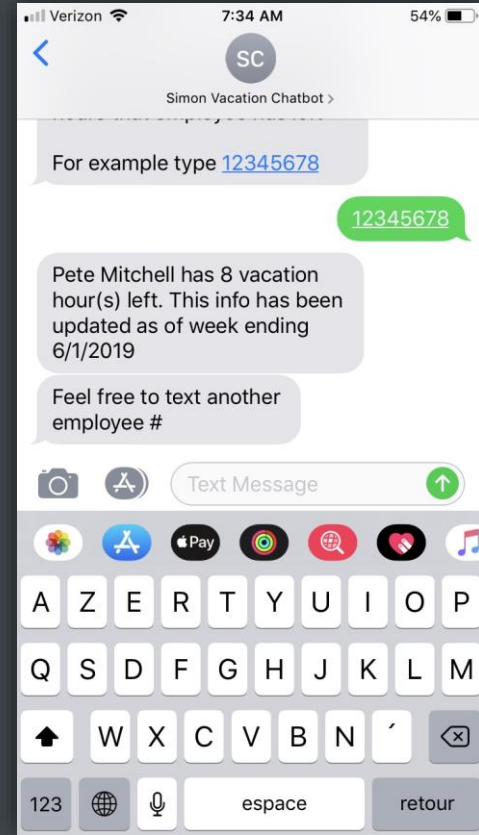 Verizon 7:34 AM 54%
SC
Simon Vacation Chatbot >
For example type 12345678
12345678
Pete Mitchell has 8 vacation
hour(s) left. This info has been
updated as of week ending
6/1/2019
Feel free to text another
employee #
Text Message
Pay
A Z E R T Y U I O P
Q S D F G H J K L M
W X C V B N ´
123 espace retour